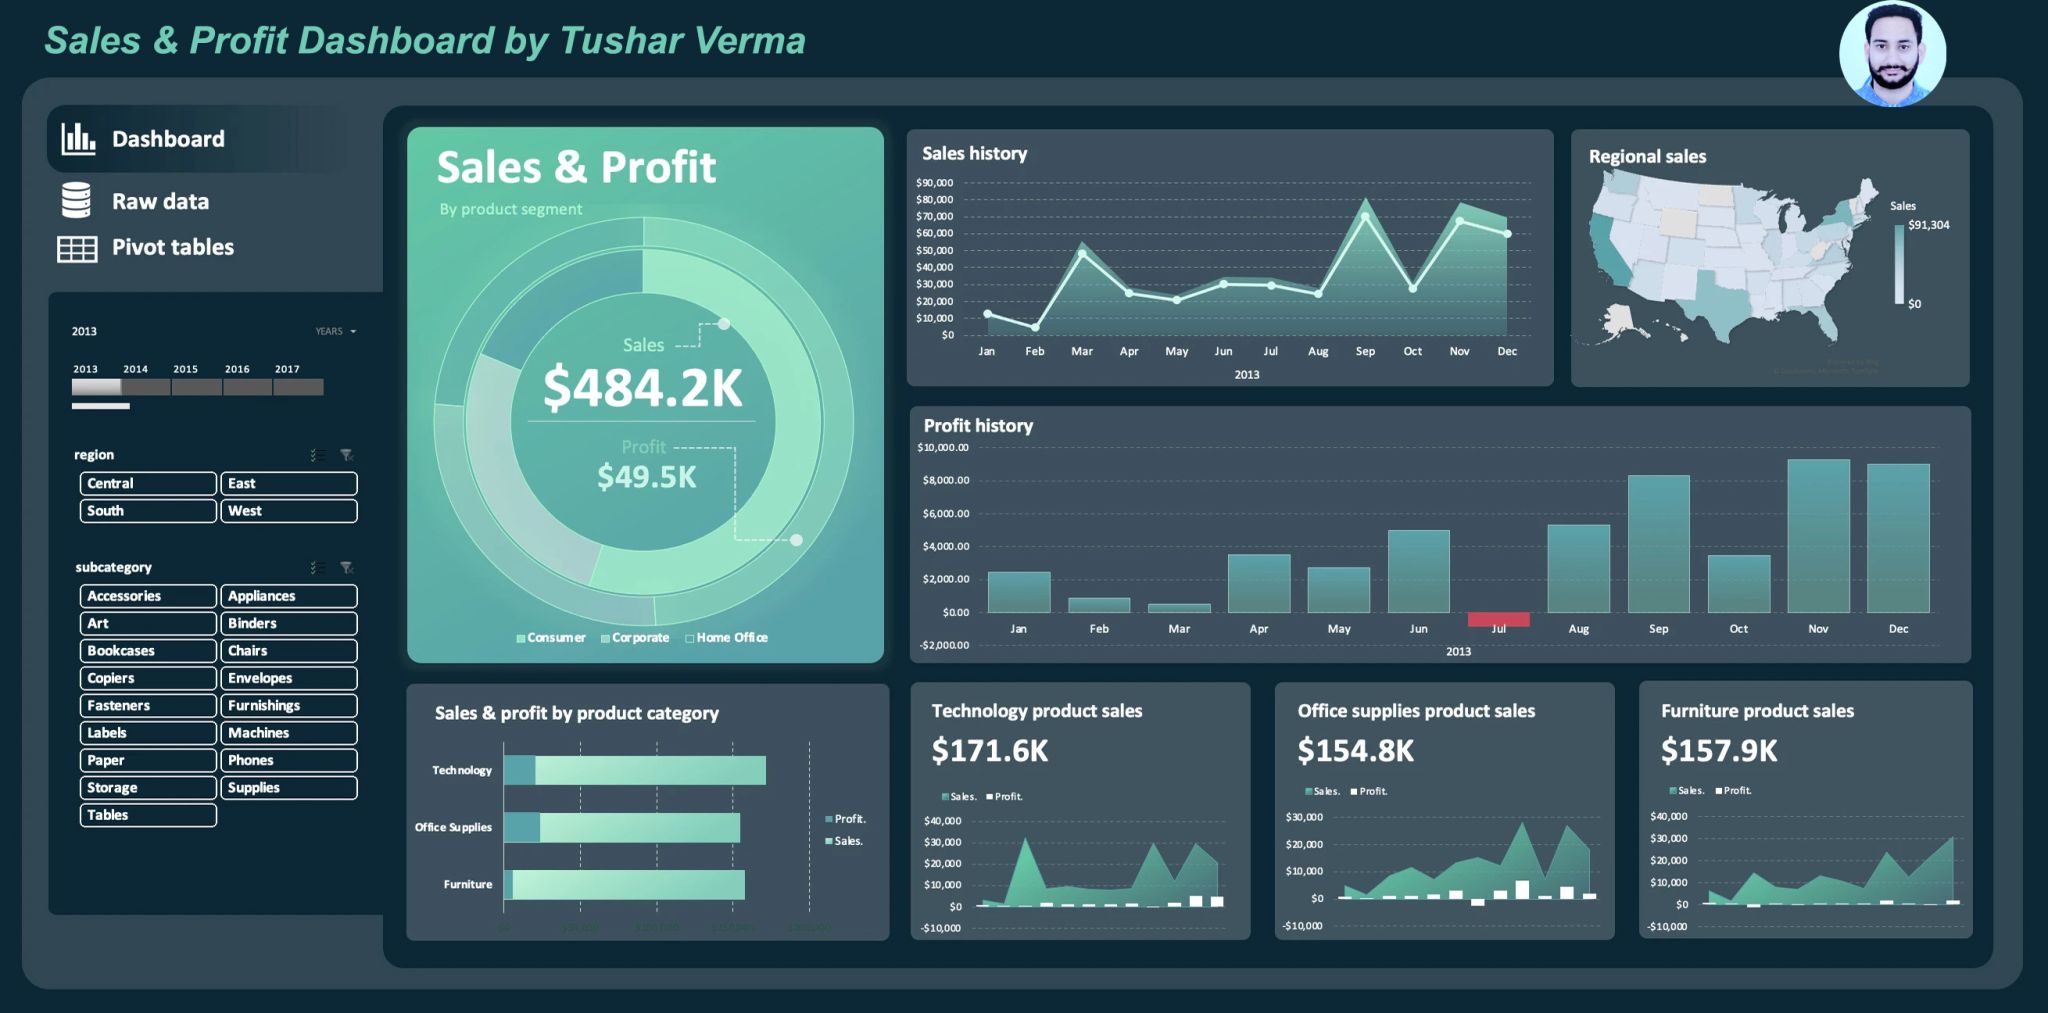 Sales & Profit Dashboard by Tushar Verma
Dashboard
Raw data
Pivot tables
2013
YEARS
2013 2014 2015 2016 2017
region
Central East
South West
subcategory
Accessories Appliances
Art Binders
Bookcases Chairs
Copiers Envelopes
Fasteners Furnishings
Labels Machines
Paper Phones
Storage Supplies
Tables
Sales & Profit
By product segment
Sales
$484.2K
Profit
$49.5K
Consumer Corporate Home Office
Sales history
$90,000
$80,000
$70,000
$60,000
$50,000
$40,000
$30,000
$20,000
$10,000
$0
Jan Feb Mar Apr May Jun Jul Aug Sep Oct Nov Dec
2013
Regional sales
Sales
$91,304
$0
Profit history
$10,000.00
$8,000.00
$6,000.00
$4,000.00
$2,000.00
$0.00
-$2,000.00
Jan Feb Mar Apr May Jun Jul Aug Sep Oct Nov Dec
2013
Sales & profit by product category
Technology
Office Supplies
Furniture
Profit.
Sales.
Technology product sales
$171.6K
Sales. Profit.
$40,000
$30,000
$20,000
$10,000
$0
-$10,000
Office supplies product sales
$154.8K
Sales. Profit.
$30,000
$20,000
$10,000
$0
-$10,000
Furniture product sales
$157.9K
Sales. Profit.
$40,000
$30,000
$20,000
$10,000
$0
-$10,000